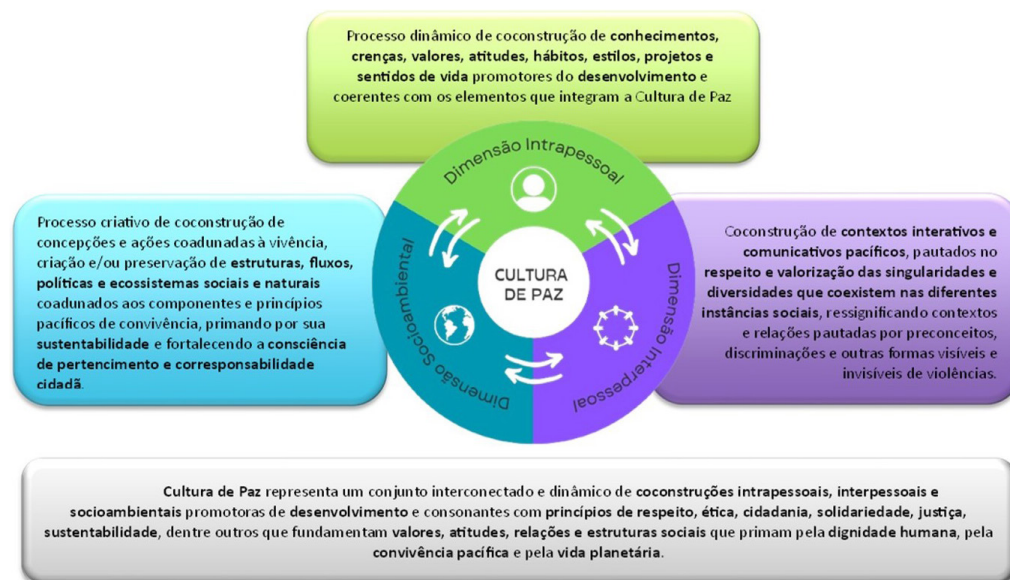 Processo dinâmico de coconstrução de conhecimentos,
crenças, valores, atitudes, hábitos, estilos, projetos e
sentidos de vida promotores do desenvolvimento e
coerentes com os elementos que integram a Cultura de Paz
Dimensão Intrapessoal
Processo criativo de coconstrução de
concepções e ações coadunadas à vivência,
criação e/ou preservação de estruturas, fluxos,
políticas e ecossistemas sociais e naturais
coadunados aos componentes e princípios
pacíficos de convivência, primando por sua
sustentabilidade e fortalecendo a consciência
de pertencimento e corresponsabilidade
cidadã.
Dimensão Socioambiental
CULTURA
DE PAZ
Dimensão Interpessoal
Coconstrução de contextos interativos e
comunicativos pacíficos, pautados no
respeito e valorização das singularidades e
diversidades que coexistem nas diferentes
instâncias sociais, ressignificando contextos
e relações pautadas por preconceitos,
discriminações e outras formas visíveis e
invisíveis de violências.
Cultura de Paz representa um conjunto interconectado e dinâmico de coconstruções intrapessoais, interpessoais e
socioambientais promotoras de desenvolvimento e consonantes com princípios de respeito, ética, cidadania, solidariedade, justiça,
sustentabilidade, dentre outros que fundamentam valores, atitudes, relações e estruturas sociais que primam pela dignidade humana, pela
convivência pacífica e pela vida planetária.